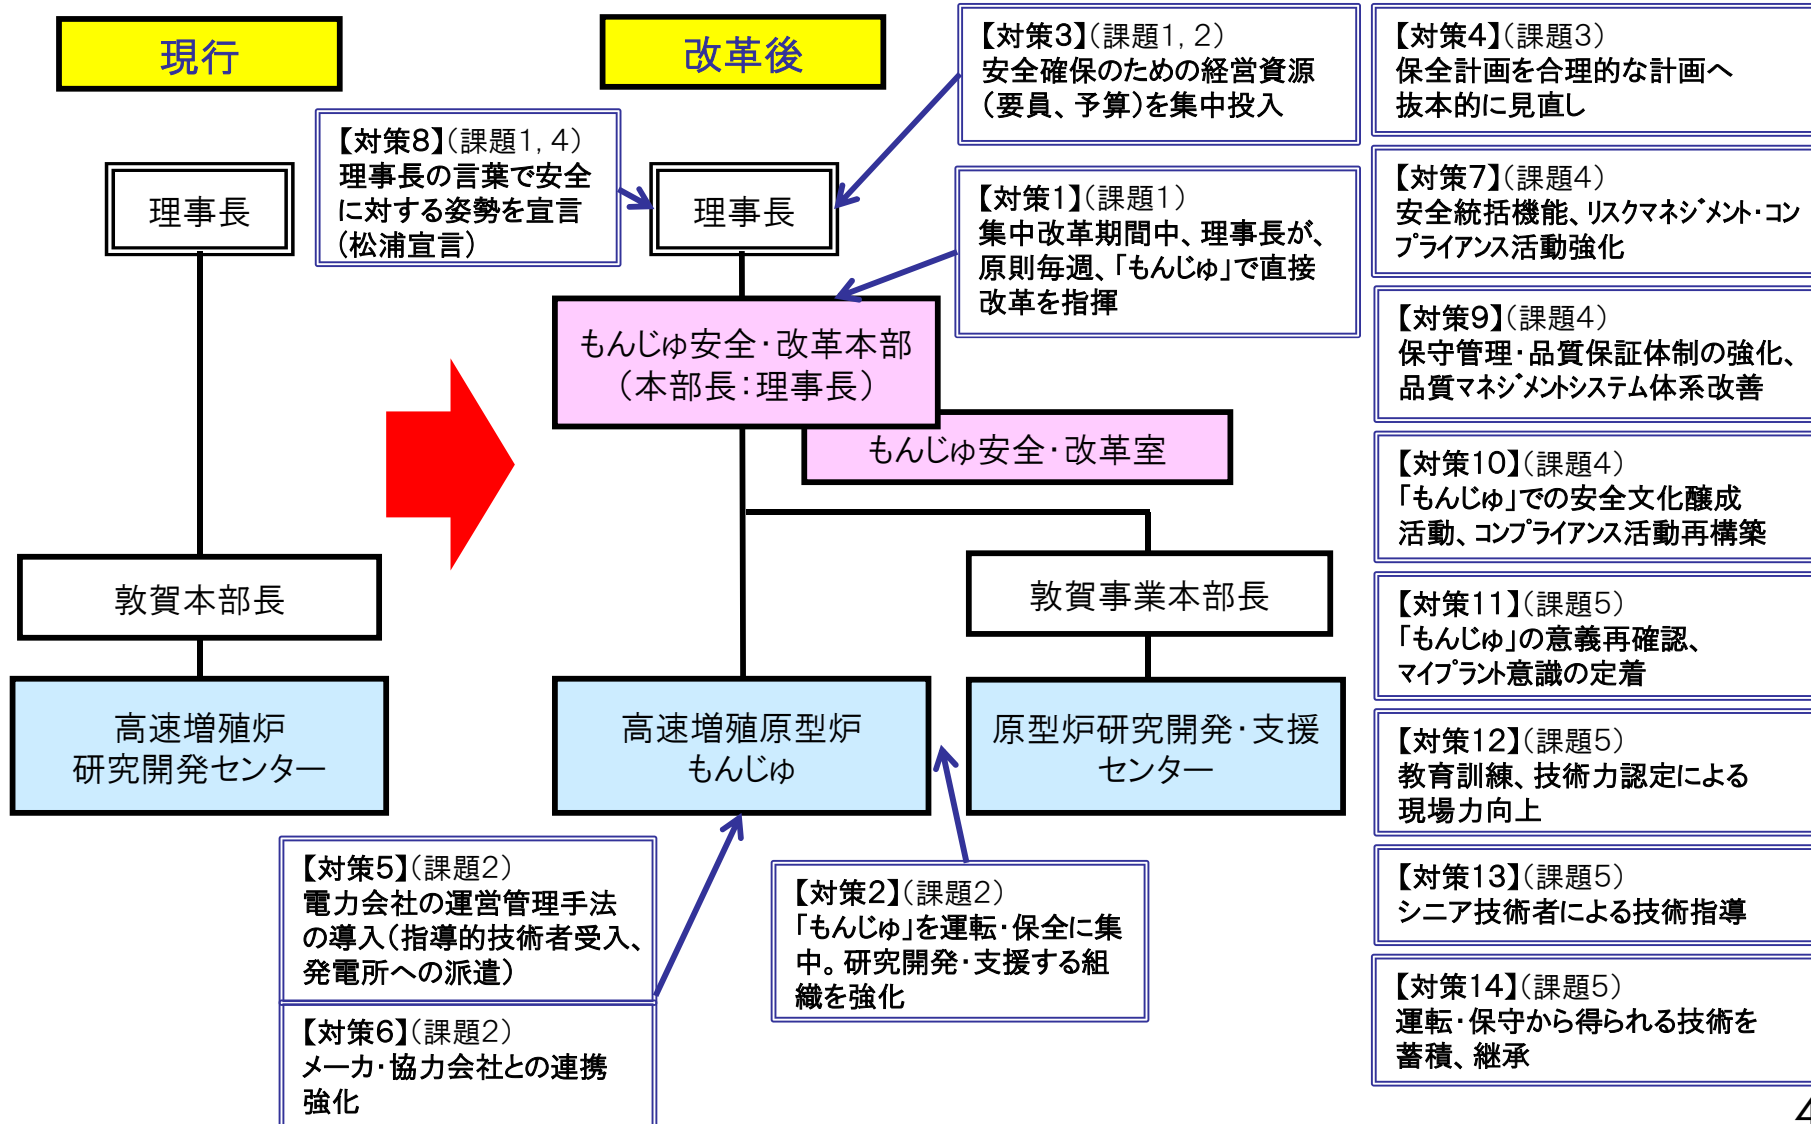 現行
改革後
理事長
敦賀本部長
高速増殖炉
研究開発センター
【対策8】(課題1, 4)
理事長の言葉で安全
に対する姿勢を宣言
(松浦宣言)
理事長
もんじゅ安全・改革本部
(本部長:理事長)
もんじゅ安全・改革室
敦賀事業本部長
高速増殖原型炉
もんじゅ
原型炉研究開発・支援
センター
【対策3】(課題1, 2)
安全確保のための経営資源
(要員、予算)を集中投入
【対策1】(課題1)
集中改革期間中、理事長が、
原則毎週、「もんじゅ」で直接
改革を指揮
【対策5】(課題2)
電力会社の運営管理手法
の導入(指導的技術者受入、
発電所への派遣)
【対策6】(課題2)
メーカ・協力会社との連携
強化
【対策2】(課題2)
「もんじゅ」を運転・保全に集
中。研究開発・支援する組
織を強化
【対策4】(課題3)
保全計画を合理的な計画へ
抜本的に見直し
【対策7】(課題4)
安全統括機能、リスクマネジメント・コン
プライアンス活動強化
【対策9】(課題4)
保守管理・品質保証体制の強化、
品質マネジメントシステム体系改善
【対策10】(課題4)
「もんじゅ」での安全文化醸成
活動、コンプライアンス活動再構築
【対策11】(課題5)
「もんじゅ」の意義再確認、
マイプラント意識の定着
【対策12】(課題5)
教育訓練、技術力認定による
現場力向上
【対策13】(課題5)
シニア技術者による技術指導
【対策14】(課題5)
運転・保守から得られる技術を
蓄積、継承
4